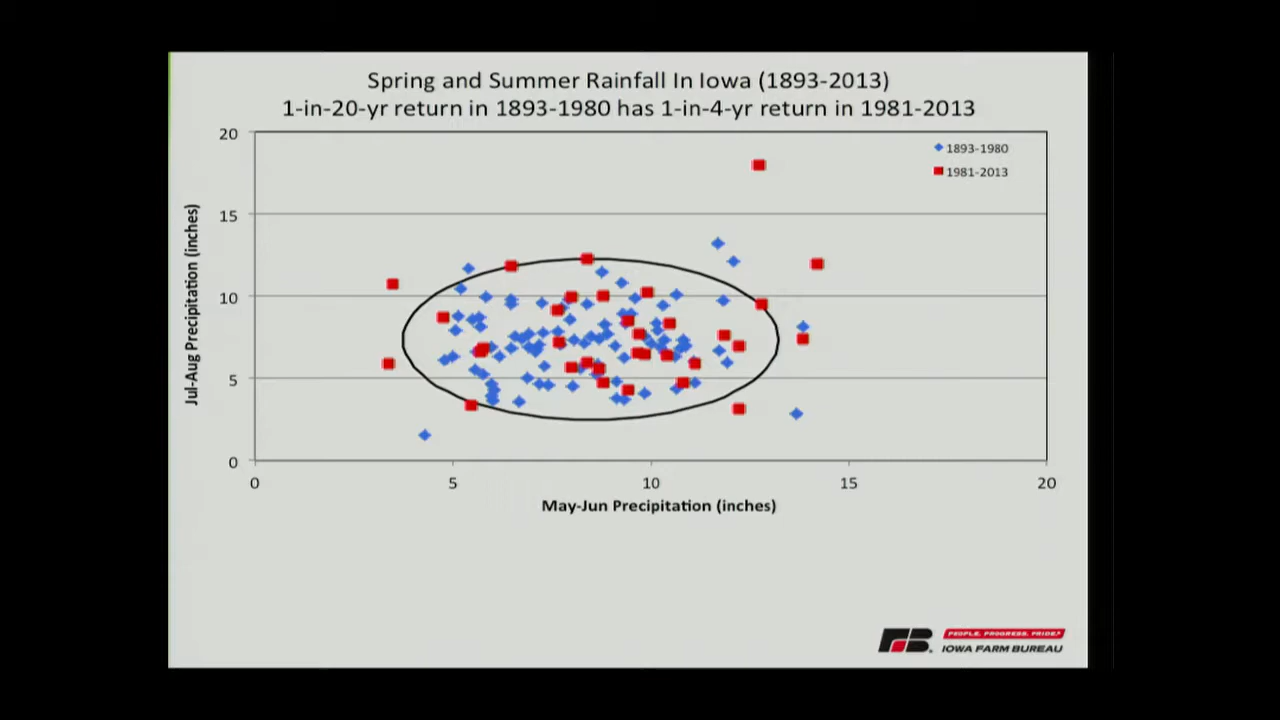 Spring and Summer Rainfall In Iowa (1893-2013)
1-in-20-yr return in 1893-1980 has 1-in-4-yr return in 1981-2013
20
15
10
5
0
Jul-Aug Precipitation (inches)
1893-1980
1981-2013
0 5 10 15 20
May-Jun Precipitation (inches)
FB
PEOPLE. PROGRESS. PRIDE.®
IOWA FARM BUREAU